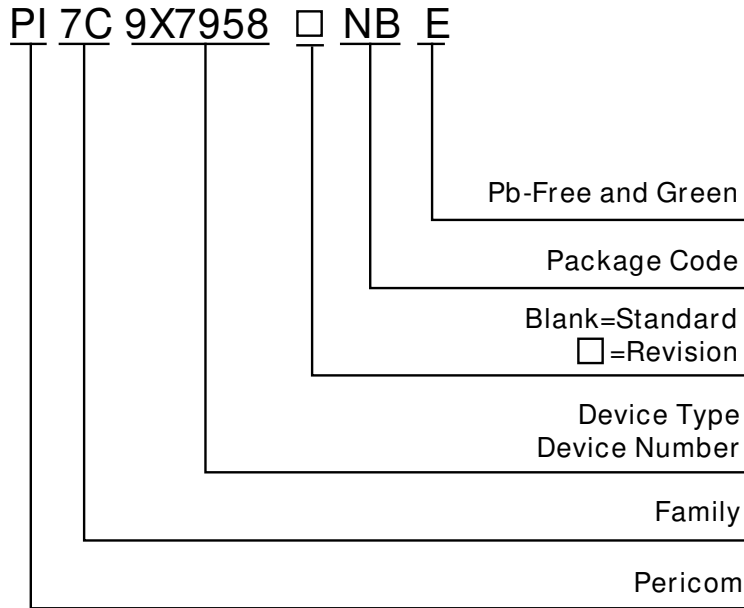 PI 7C 9X7958 □ NB E
Pb-Free and Green
Package Code
Blank=Standard
□=Revision
Device Type
Device Number
Family
Pericom